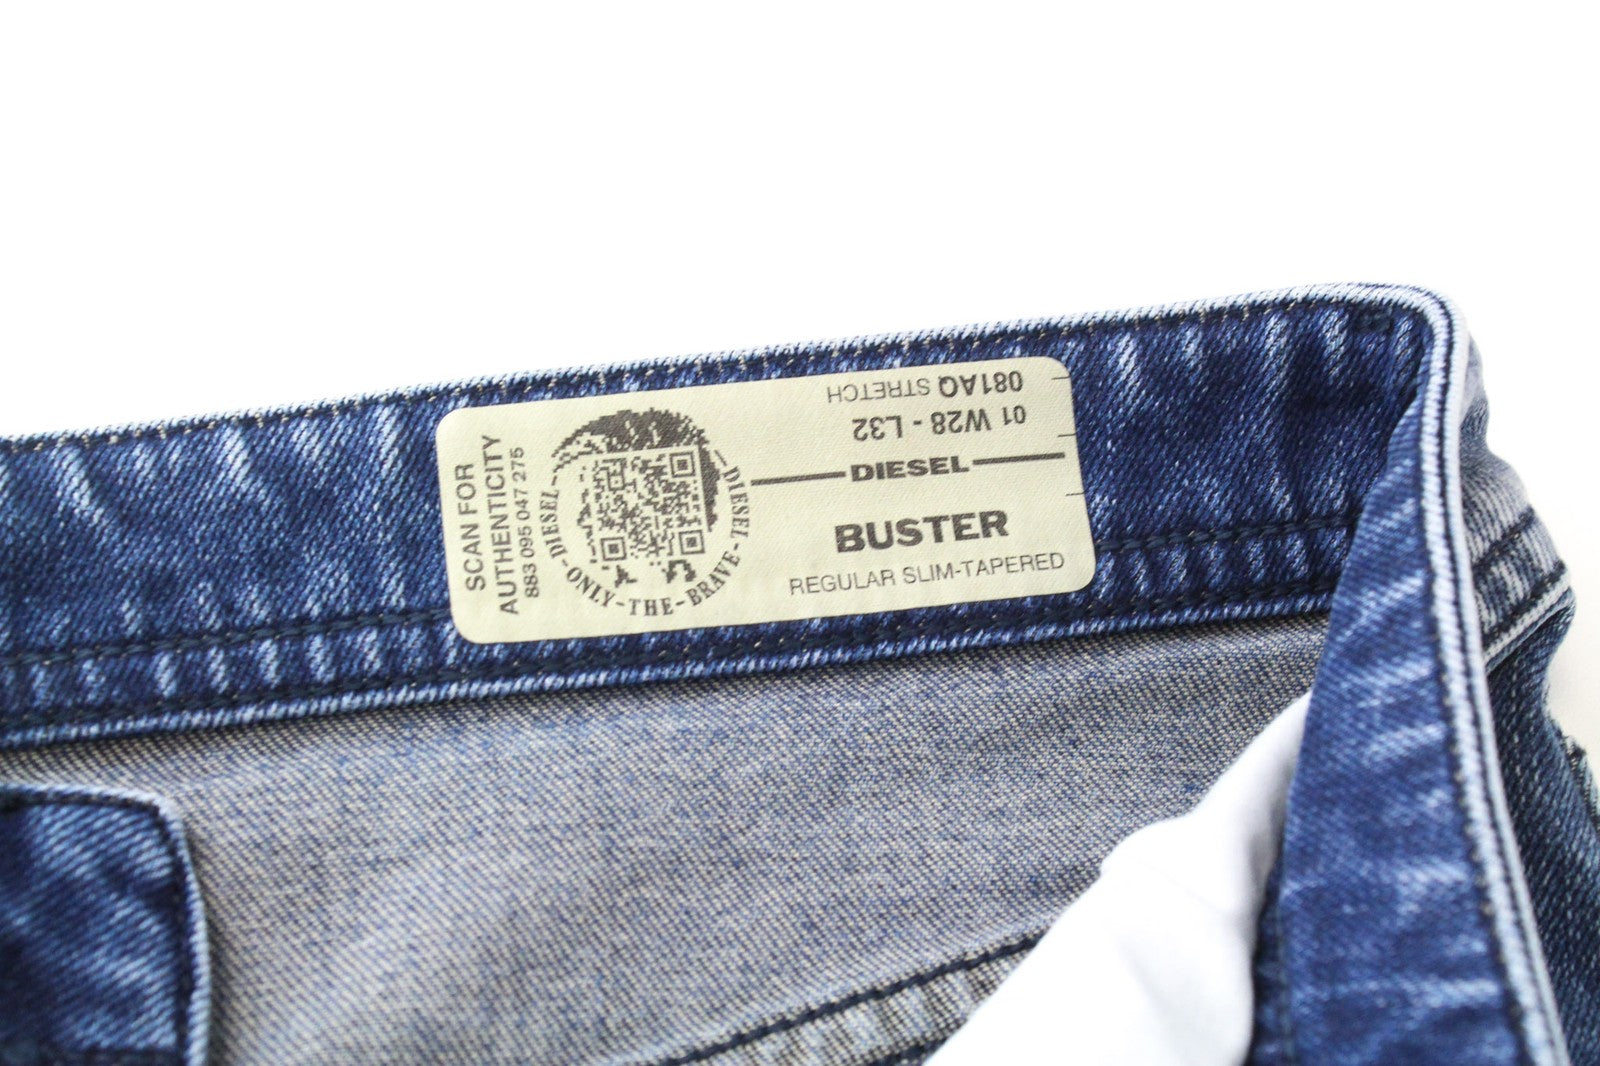 SCAN FOR
AUTHENTICITY
883 095 047 275
DIESEL-ONLY-THE-BRAVE-DIESEL-
081AQ STRETCH
01 W28 - L32
DIESEL
BUSTER
REGULAR SLIM-TAPERED